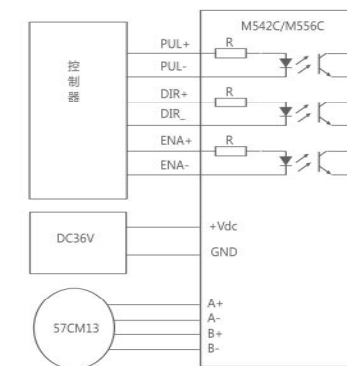 M542C/M556C
控制器
PUL+
R
PUL-
DIR+
R
DIR_
ENA+
R
ENA-
DC36V
+Vdc
GND
57CM13
A+
A-
B+
B-